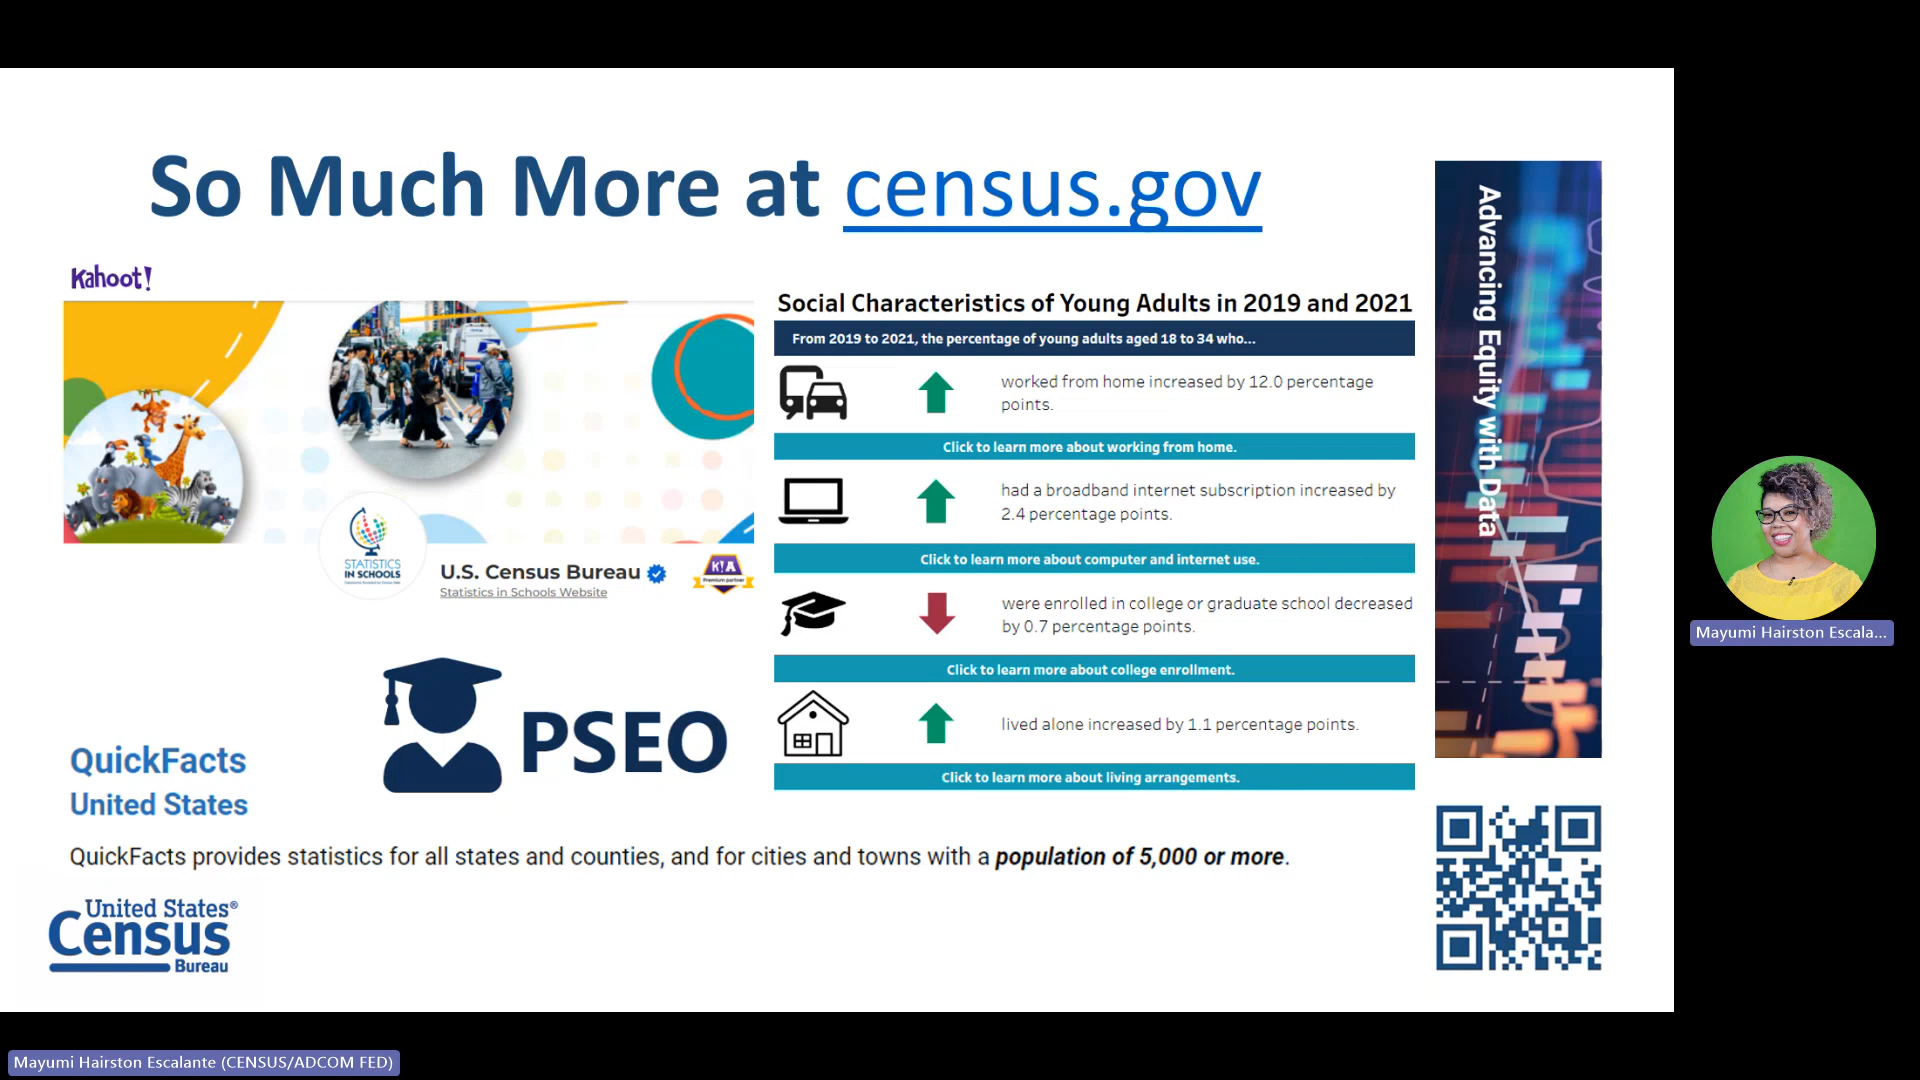 So Much More at census.gov
Kahoot!
STATISTICS
IN SCHOOLS
U.S. Census Bureau
Statistics in Schools Website
K!A
Premium partner
PSEO
QuickFacts
United States
QuickFacts provides statistics for all states and counties, and for cities and towns with a population of 5,000 or more.
United States®
Census
Bureau
Social Characteristics of Young Adults in 2019 and 2021
From 2019 to 2021, the percentage of young adults aged 18 to 34 who...
worked from home increased by 12.0 percentage
points.
Click to learn more about working from home.
had a broadband internet subscription increased by
2.4 percentage points.
Click to learn more about computer and internet use.
were enrolled in college or graduate school decreased
by 0.7 percentage points.
Click to learn more about college enrollment.
lived alone increased by 1.1 percentage points.
Click to learn more about living arrangements.
Advancing Equity with Data
Mayumi Hairston Escala...
Mayumi Hairston Escalante (CENSUS/ADCOM FED)